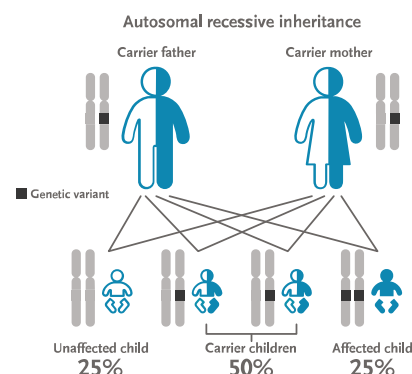 Autosomal recessive inheritance
Carrier father
Carrier mother
Genetic variant
Unaffected child
Carrier children
Affected child
25%
50%
25%